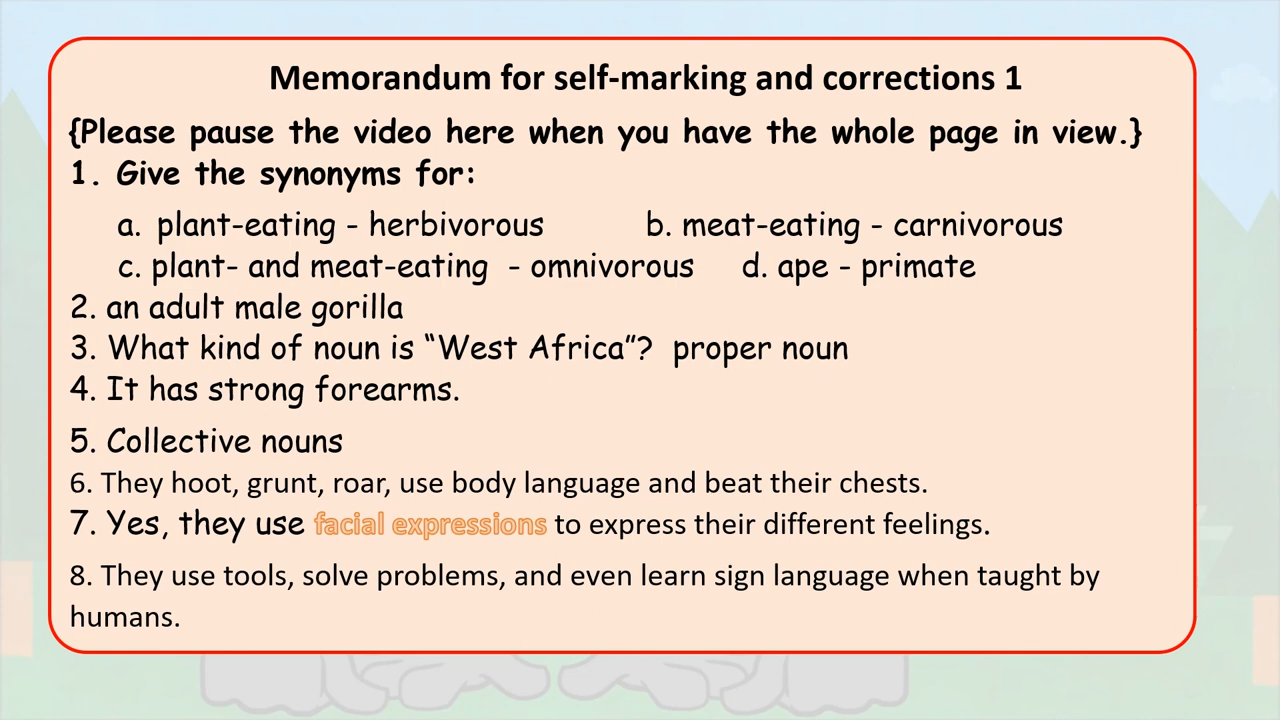 Memorandum for self-marking and corrections 1
{Please pause the video here when you have the whole page in view.}
1. Give the synonyms for:
a. plant-eating - herbivorous b. meat-eating - carnivorous
c. plant- and meat-eating - omnivorous d. ape - primate
2. an adult male gorilla
3. What kind of noun is “West Africa”? proper noun
4. It has strong forearms.
5. Collective nouns
6. They hoot, grunt, roar, use body language and beat their chests.
7. Yes, they use facial expressions to express their different feelings.
8. They use tools, solve problems, and even learn sign language when taught by
humans.